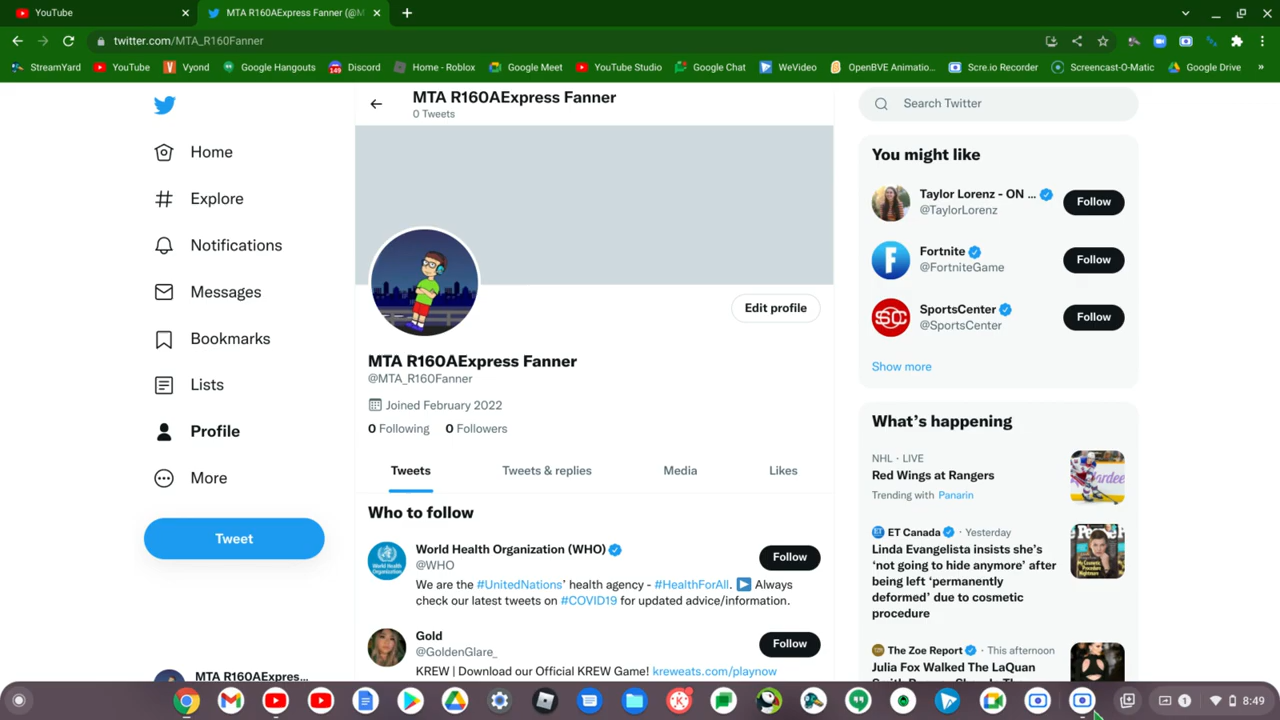 YouTube
MTA R160AExpress Fanner (@M
twitter.com/MTA_R160Fanner
StreamYard YouTube Vyond Google Hangouts 149 Discord Home - Roblox Google Meet YouTube Studio Google Chat WeVideo OpenBVE Animatio... Scre.io Recorder Screencast-O-Matic Google Drive »
Home
Explore
Notifications
Messages
Bookmarks
Lists
Profile
More
Tweet
MTA R160AExpres...
MTA R160AExpress Fanner
0 Tweets
Edit profile
MTA R160AExpress Fanner
@MTA_R160Fanner
Joined February 2022
0 Following 0 Followers
Tweets Tweets & replies Media Likes
Who to follow
World Health Organization (WHO)
@WHO
Follow
We are the #UnitedNations’ health agency - #HealthForAll. ▶ Always
check our latest tweets on #COVID19 for updated advice/information.
Gold
@GoldenGlare_
Follow
KREW | Download our Official KREW Game! kreweats.com/playnow
Search Twitter
You might like
Taylor Lorenz - ON ...
@TaylorLorenz
Follow
Fortnite
@FortniteGame
Follow
SportsCenter
@SportsCenter
Follow
Show more
What’s happening
NHL · LIVE
Red Wings at Rangers
Trending with Panarin
ET Canada · Yesterday
Linda Evangelista insists she’s
‘not going to hide anymore’ after
being left ‘permanently
deformed’ due to cosmetic
procedure
The Zoe Report · This afternoon
Julia Fox Walked The LaQuan
1 8:49